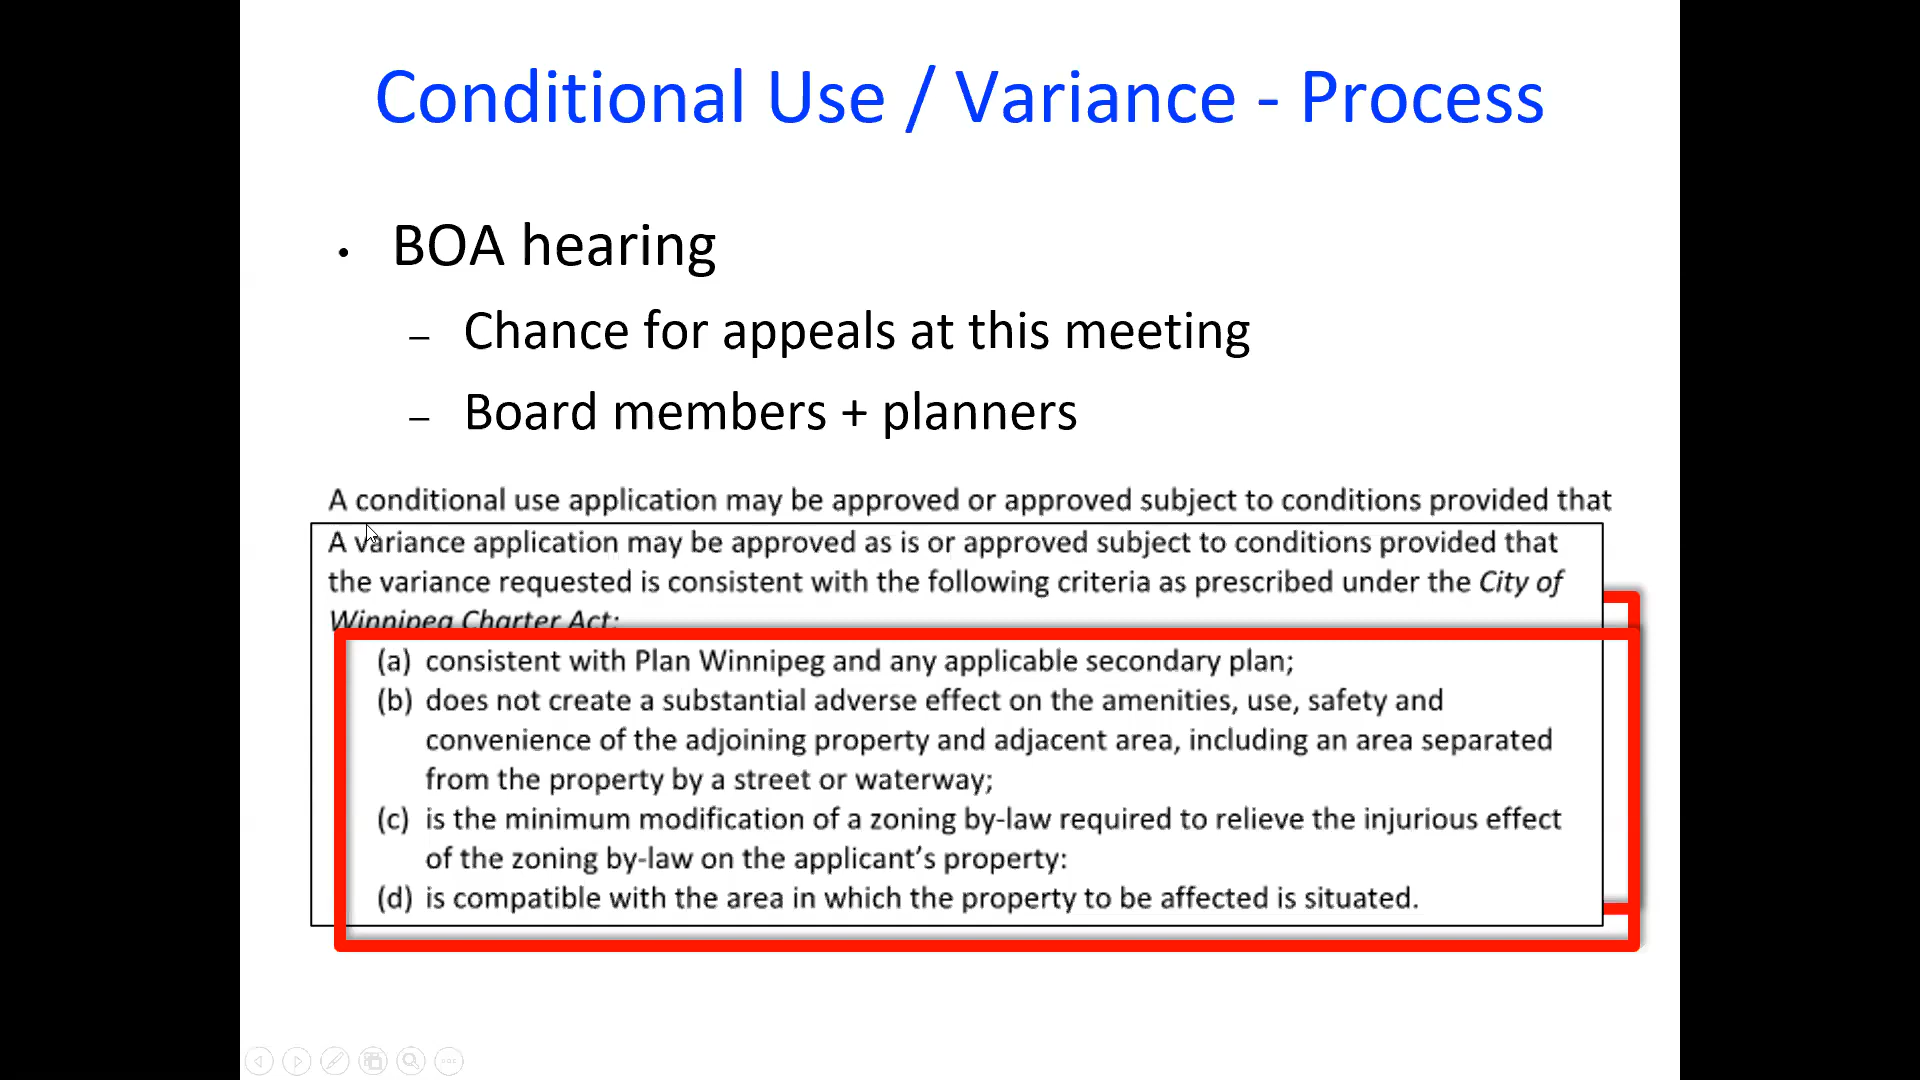 Conditional Use / Variance - Process
• BOA hearing
– Chance for appeals at this meeting
– Board members + planners
A conditional use application may be approved or approved subject to conditions provided that
A variance application may be approved as is or approved subject to conditions provided that
the variance requested is consistent with the following criteria as prescribed under the City of
Winnipeg Charter Act:
(a) consistent with Plan Winnipeg and any applicable secondary plan;
(b) does not create a substantial adverse effect on the amenities, use, safety and
convenience of the adjoining property and adjacent area, including an area separated
from the property by a street or waterway;
(c) is the minimum modification of a zoning by-law required to relieve the injurious effect
of the zoning by-law on the applicant’s property:
(d) is compatible with the area in which the property to be affected is situated.